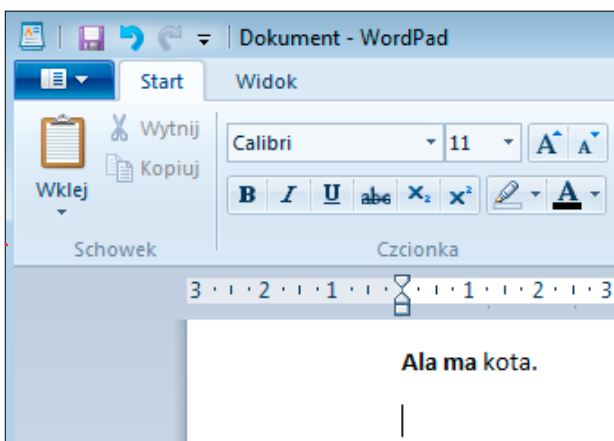 Dokument - WordPad
Start Widok
Wklej Wytnij
Kopiuj
Calibri 11 A A
B I U abc X₂ X² A
Schowek Czcionka
3 2 1 1 2 3
Ala ma kota.